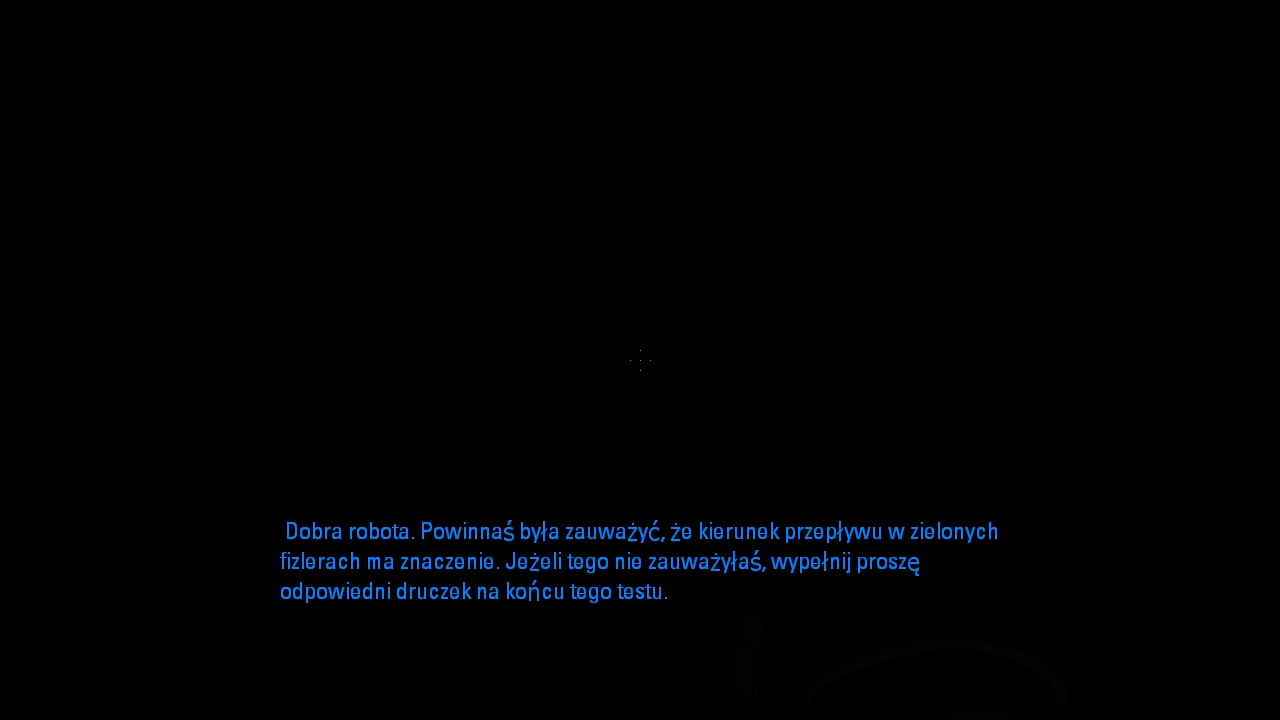 Dobra robota. Powinnaś była zauważyć, że kierunek przepływu w zielonych
fizlerach ma znaczenie. Jeżeli tego nie zauważyłaś, wypełnij proszę
odpowiedni druczek na końcu tego testu.